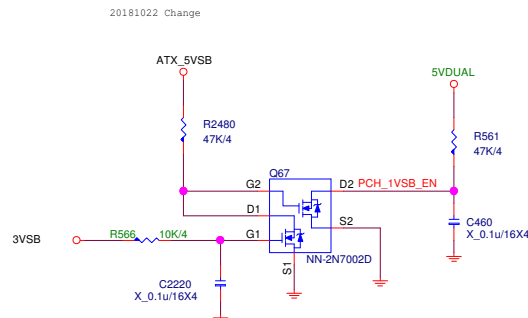 20181022 Change
ATX_5VSB
5VDUAL
R2480
47K/4
R561
47K/4
Q67
G2
D2
PCH_1VSB_EN
D1
S2
C460
X_0.1u/16X4
3VSB
R566
10K/4
G1
NN-2N7002D
S1
C2220
X_0.1u/16X4